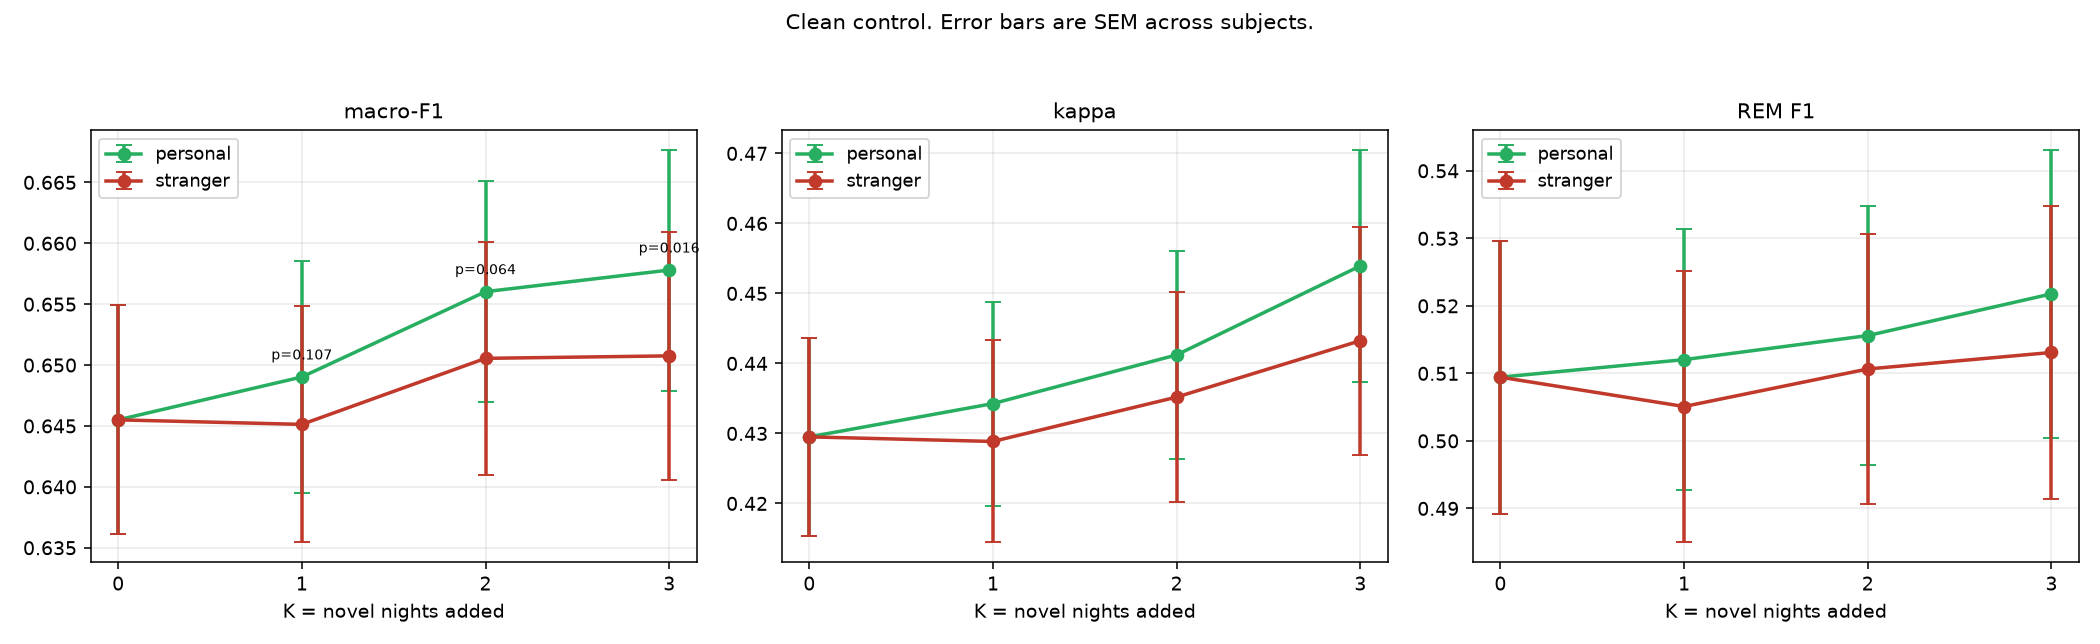 Clean control. Error bars are SEM across subjects.
macro-F1
personal
stranger
0.665
0.660
0.655
0.650
0.645
0.640
0.635
p=0.107
p=0.064
p=0.016
0 1 2 3
K = novel nights added
kappa
personal
stranger
0.47
0.46
0.45
0.44
0.43
0.42
0 1 2 3
K = novel nights added
REM F1
personal
stranger
0.54
0.53
0.52
0.51
0.50
0.49
0 1 2 3
K = novel nights added